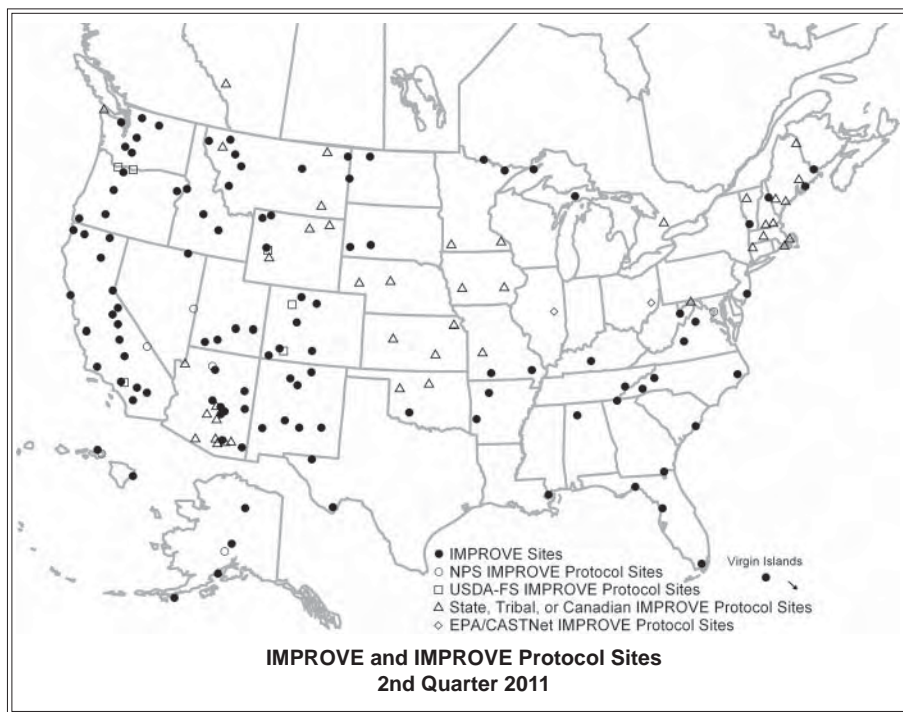 Virgin Islands
IMPROVE Sites
NPS IMPROVE Protocol Sites
USDA-FS IMPROVE Protocol Sites
State, Tribal, or Canadian IMPROVE Protocol Sites
EPA/CASTNet IMPROVE Protocol Sites
IMPROVE and IMPROVE Protocol Sites
2nd Quarter 2011